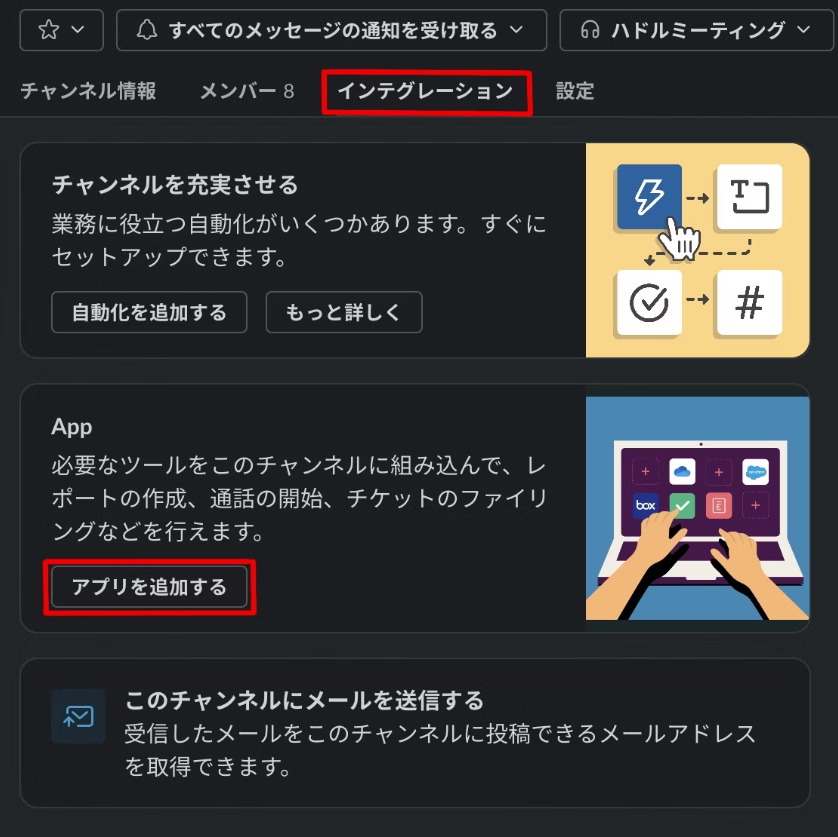 すべてのメッセージの通知を受け取る
ハドルミーティング
チャンネル情報
メンバー 8
インテグレーション
設定
チャンネルを充実させる
業務に役立つ自動化がいくつかあります。すぐに
セットアップできます。
自動化を追加する
もっと詳しく
T
#
App
必要なツールをこのチャンネルに組み込んで、レ
ポートの作成、通話の開始、チケットのファイリ
ングなどを行えます。
アプリを追加する
box
E
このチャンネルにメールを送信する
受信したメールをこのチャンネルに投稿できるメールアドレス
を取得できます。